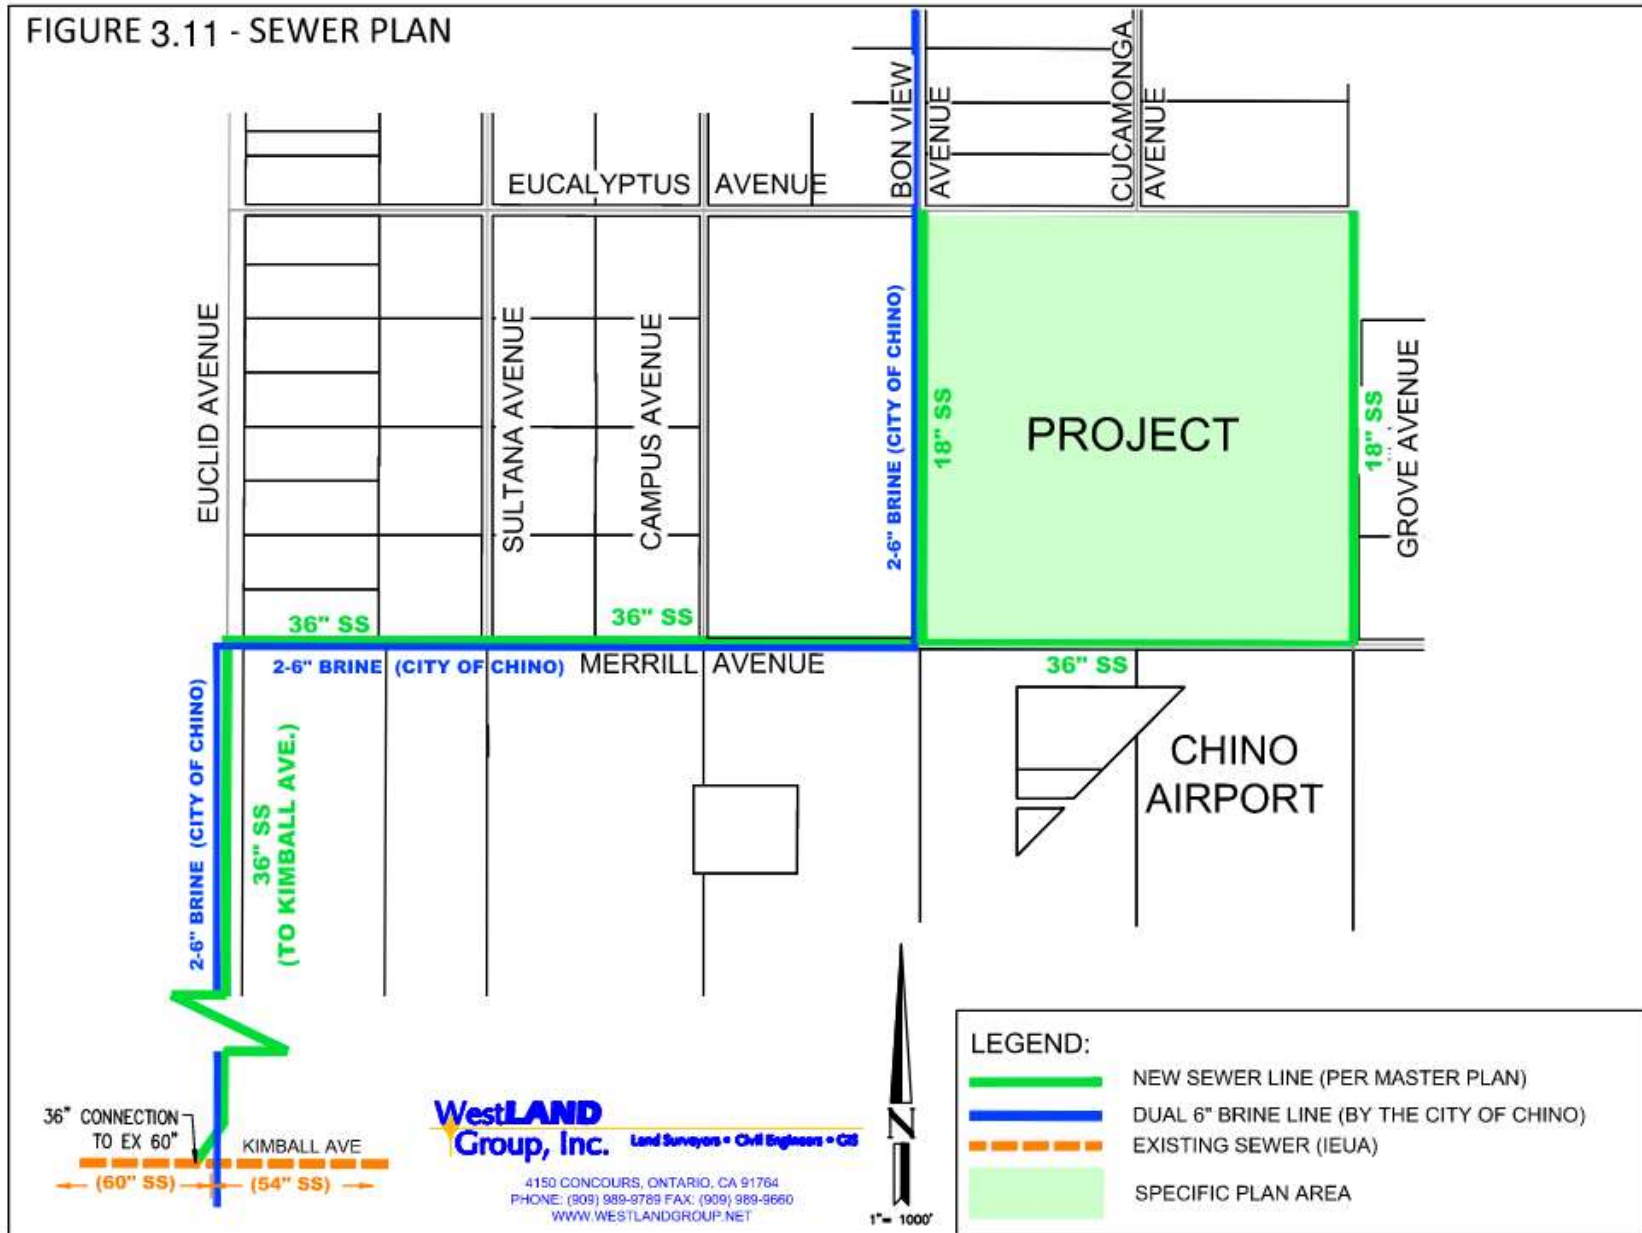 FIGURE 3.11 - SEWER PLAN
BON VIEW
AVENUE
CUCAMONGA
AVENUE
EUCALYPTUS AVENUE
EUCLID AVENUE
SULTANA AVENUE
CAMPUS AVENUE
2-6" BRINE (CITY OF CHINO)
18" SS
PROJECT
18" SS
GROVE AVENUE
36" SS
36" SS
2-6" BRINE (CITY OF CHINO)
MERRILL AVENUE
36" SS
2-6" BRINE (CITY OF CHINO)
36" SS
(TO KIMBALL AVE.)
CHINO
AIRPORT
36" CONNECTION
TO EX 60"
KIMBALL AVE
(60" SS)
(54" SS)
WestLAND
Group, Inc.
Land Surveyors • Civil Engineers • GIS
4150 CONCOURS, ONTARIO, CA 91764
PHONE: (909) 989-9789 FAX: (909) 989-9660
WWW.WESTLANDGROUP.NET
N
1"= 1000'
LEGEND:
NEW SEWER LINE (PER MASTER PLAN)
DUAL 6" BRINE LINE (BY THE CITY OF CHINO)
EXISTING SEWER (IEUA)
SPECIFIC PLAN AREA